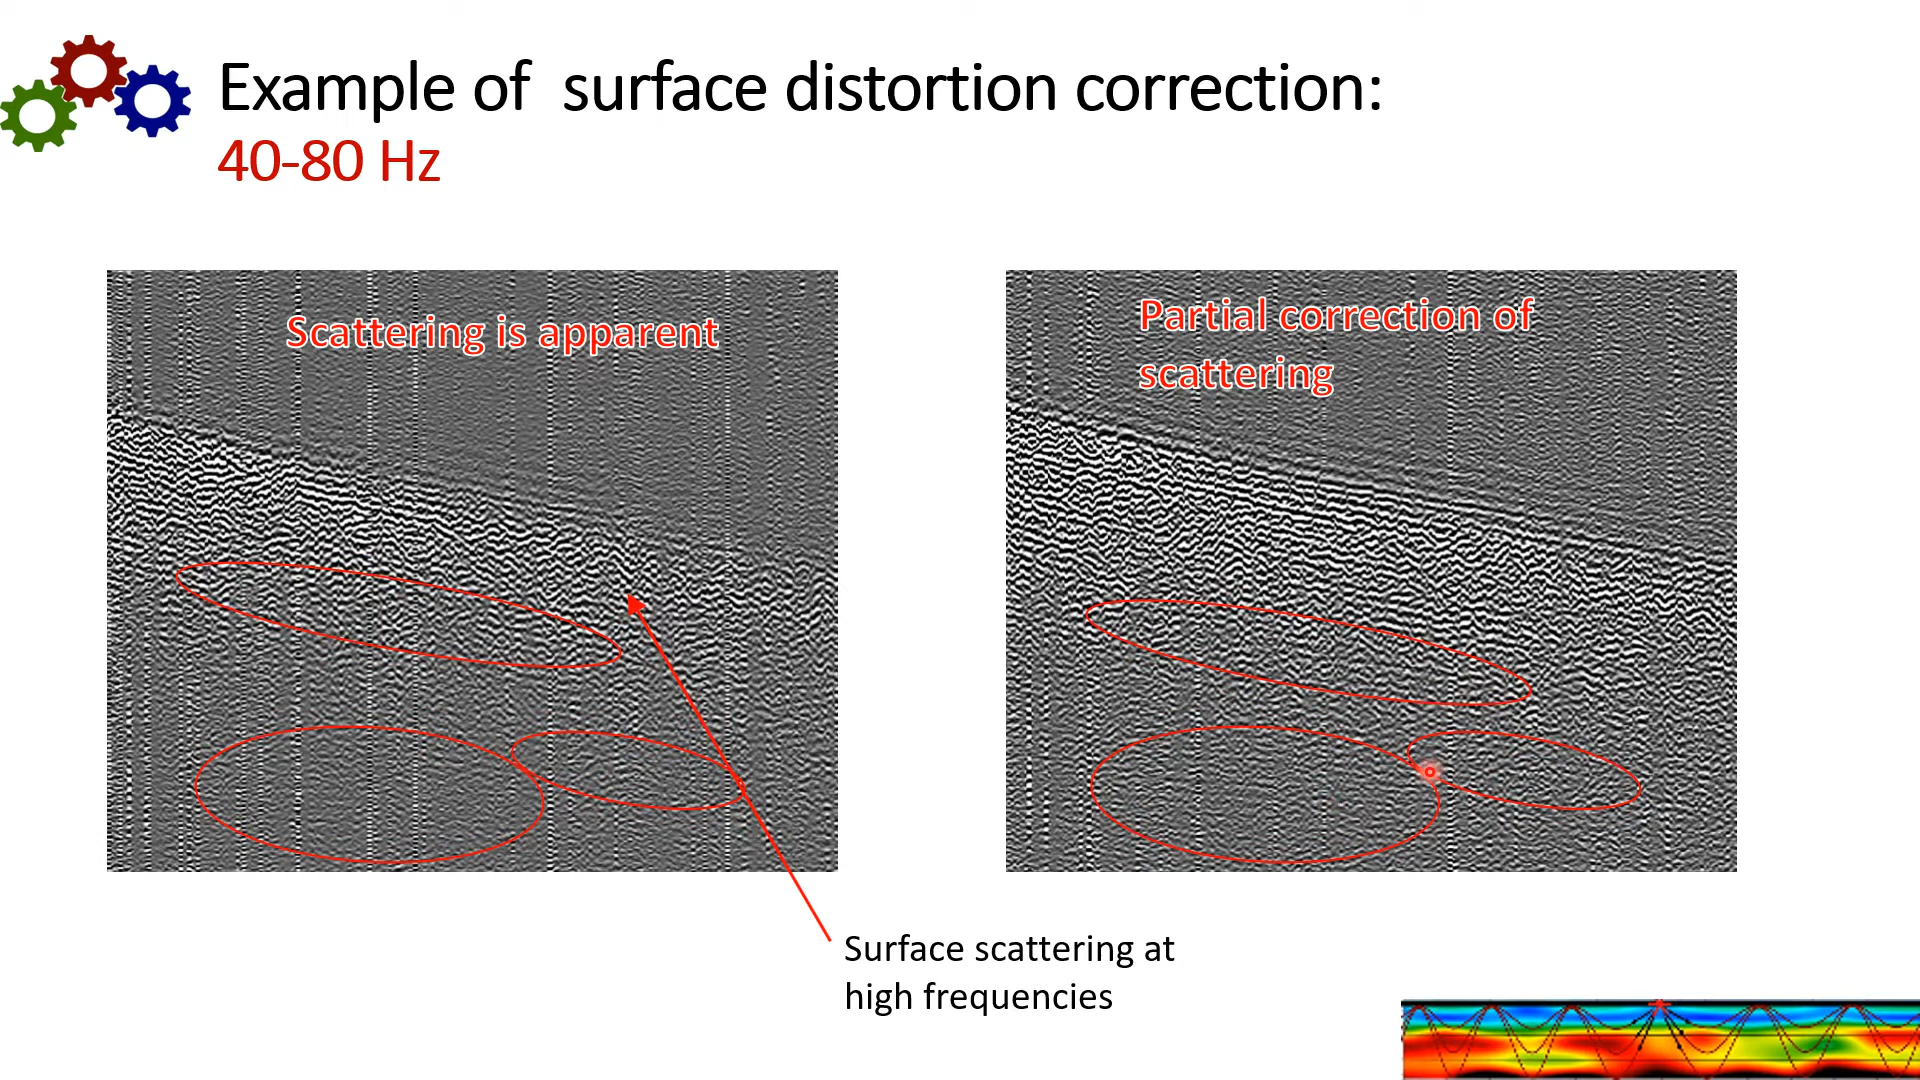 Example of surface distortion correction:
40-80 Hz
Scattering is apparent
Partial correction of
scattering
Surface scattering at
high frequencies